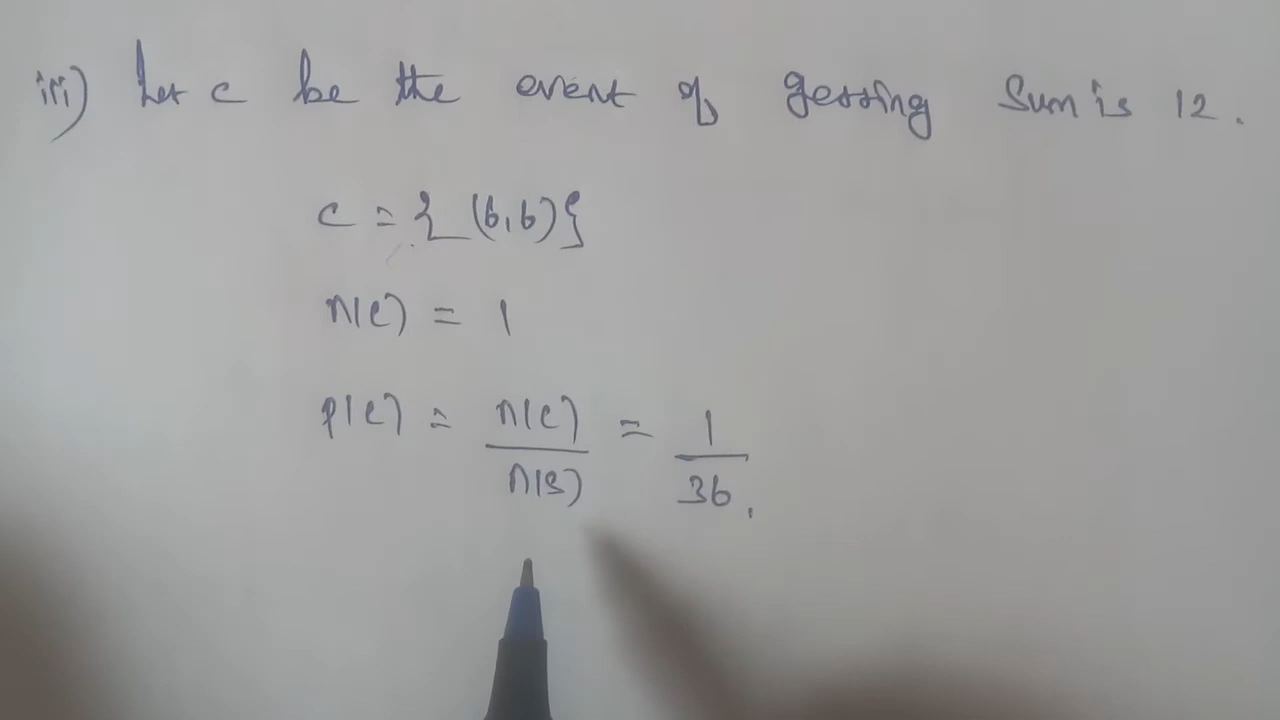 iii) Let C be the event of getting Sum is 12.
C = {(6,6)}
n(C) = 1
P(C) = n(C)/n(S) = 1/36.